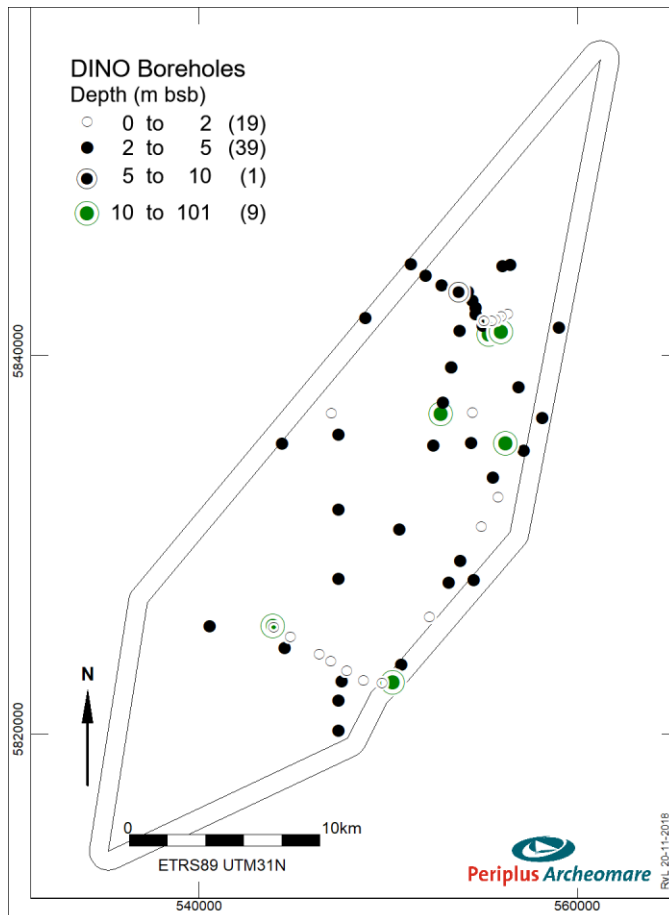 DINO Boreholes
Depth (m bsb)
0 to 2 (19)
2 to 5 (39)
5 to 10 (1)
10 to 101 (9)
5840000
5820000
N
0 10km
ETRS89 UTM31N
Periplus Archeomare
RvL 20-11-2018
540000 560000